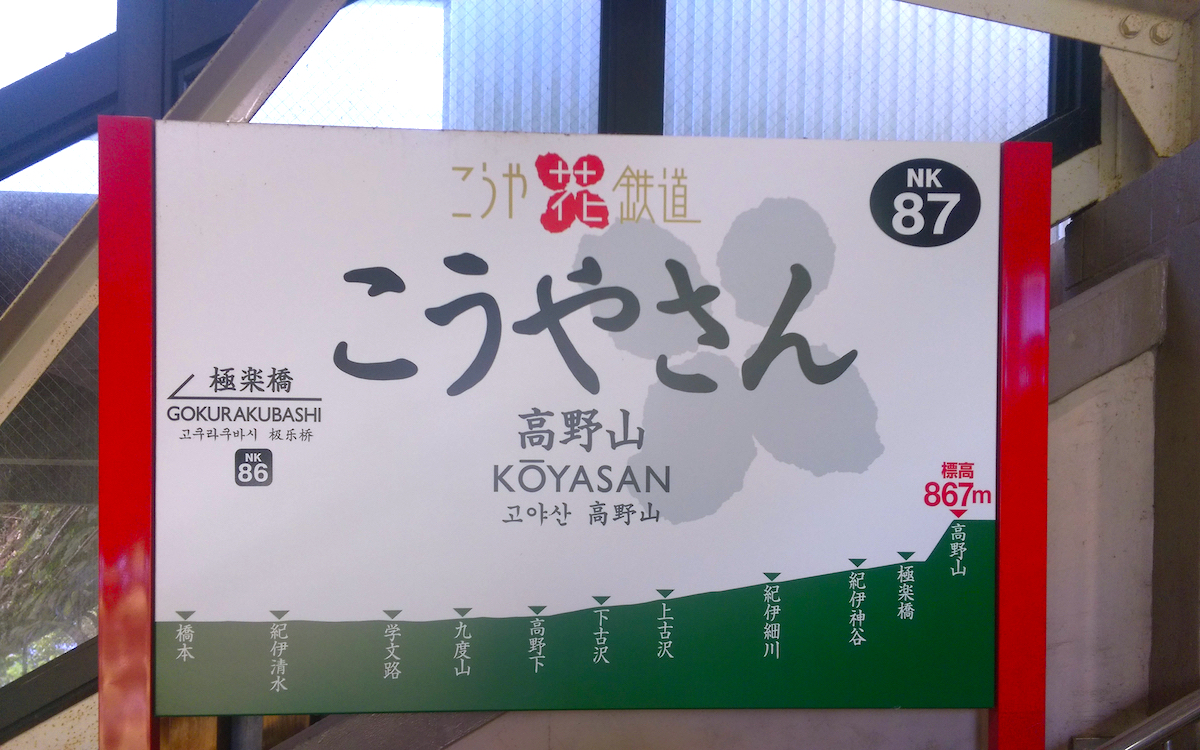 こうや花鉄道
NK
87
こうやさん
高野山
KŌYASAN
고야산 高野山
極楽橋
GOKURAKUBASHI
고쿠라쿠바시 极乐桥
NK
86
標高
867m
橋本
紀伊清水
学文路
九度山
高野下
下古沢
上古沢
紀伊細川
紀伊神谷
極楽橋
高野山